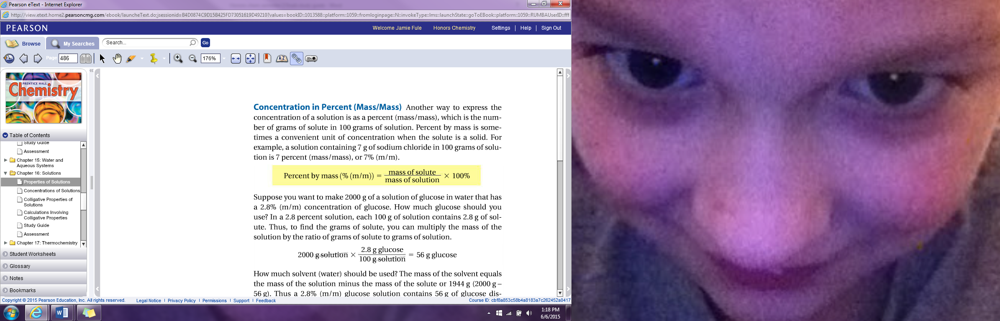 Pearson eText - Internet Explorer
http://view.etext.home2.pearsoncmg.com/ebook/launcheText.do;jsessionid=B4D0874C9D15B425FD73051619D49210?values=bookID::1013588::platform::1059::fromloginpage::N::invokeType::lms::launchState::goToEBook::platform::1059::RUMBAUserID::fff
PEARSON
Welcome Jamie Fule Honors Chemistry Settings | Help | Sign Out
Browse My Searches Search... Go
Page 486 176% A Z
PRENTICE HALL
Chemistry
Table of Contents
Study Guide
Assessment
Chapter 15: Water and
Aqueous Systems
Chapter 16: Solutions
Properties of Solutions
Concentrations of Solutions
Colligative Properties of
Solutions
Calculations Involving
Colligative Properties
Study Guide
Assessment
Chapter 17: Thermochemistry
Student Worksheets
Glossary
Notes
Bookmarks
Concentration in Percent (Mass/Mass) Another way to express the
concentration of a solution is as a percent (mass/mass), which is the num-
ber of grams of solute in 100 grams of solution. Percent by mass is some-
times a convenient unit of concentration when the solute is a solid. For
example, a solution containing 7 g of sodium chloride in 100 grams of solu-
tion is 7 percent (mass/mass), or 7% (m/m).
Percent by mass (% (m/m)) = mass of solute / mass of solution × 100%
Suppose you want to make 2000 g of a solution of glucose in water that has
a 2.8% (m/m) concentration of glucose. How much glucose should you
use? In a 2.8 percent solution, each 100 g of solution contains 2.8 g of sol-
ute. Thus, to find the grams of solute, you can multiply the mass of the
solution by the ratio of grams of solute to grams of solution.
2000 g solution × 2.8 g glucose / 100 g solution = 56 g glucose
How much solvent (water) should be used? The mass of the solvent equals
the mass of the solution minus the mass of the solute or 1944 g (2000 g –
56 g). Thus a 2.8% (m/m) glucose solution contains 56 g of glucose dis-
Copyright © 2015 Pearson Education, Inc. All rights reserved. Legal Notice | Privacy Policy | Permissions | Support | Feedback Course ID: cbf8a853c58b4a8183a7c262452a0417
1:18 PM
6/6/2015